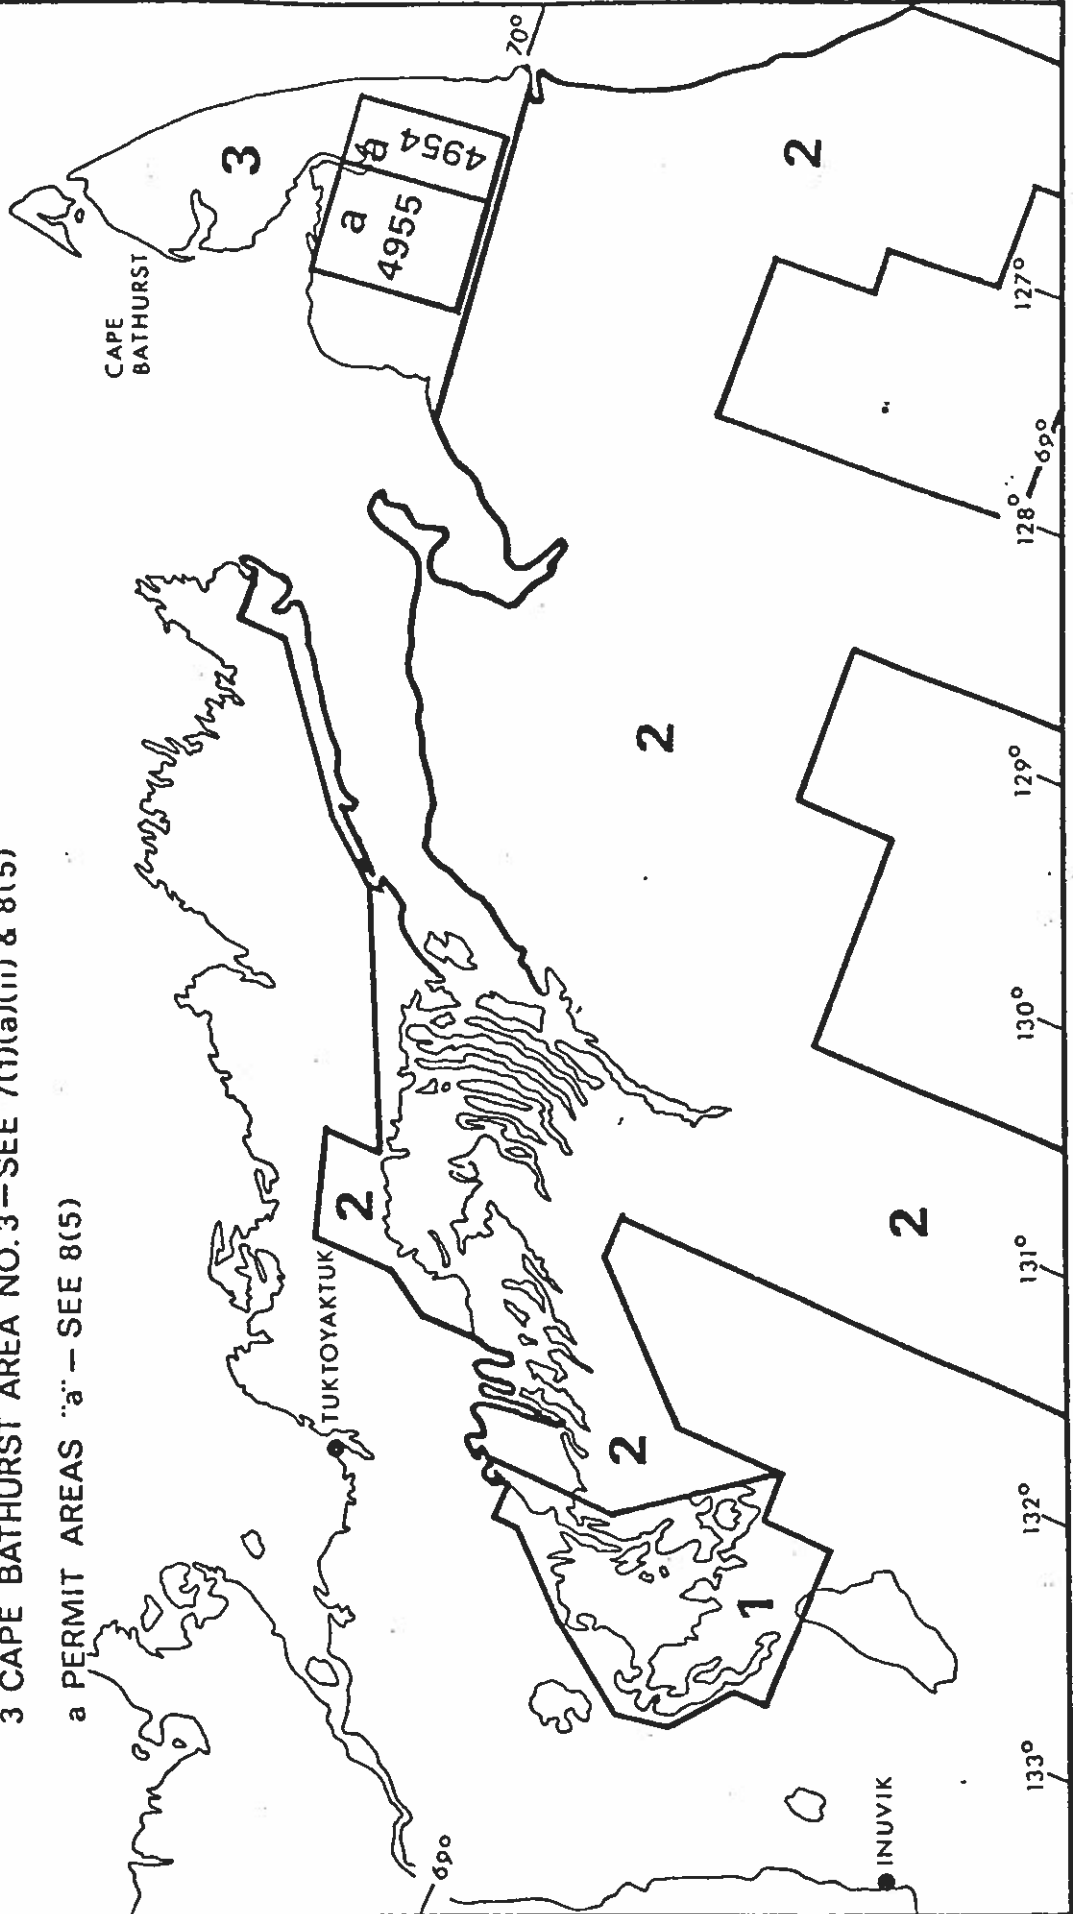 3 CAPE BATHURST AREA NO.3 – SEE 7(1)(a)(ii) & 8(5)
a PERMIT AREAS "a" – SEE 8(5)
CAPE
BATHURST
3
a
4954
a
4955
70°
2
TUKTOYAKTUK
2
2
2
2
1
69°
INUVIK
133°
132°
131°
130°
129°
128°
69°
127°